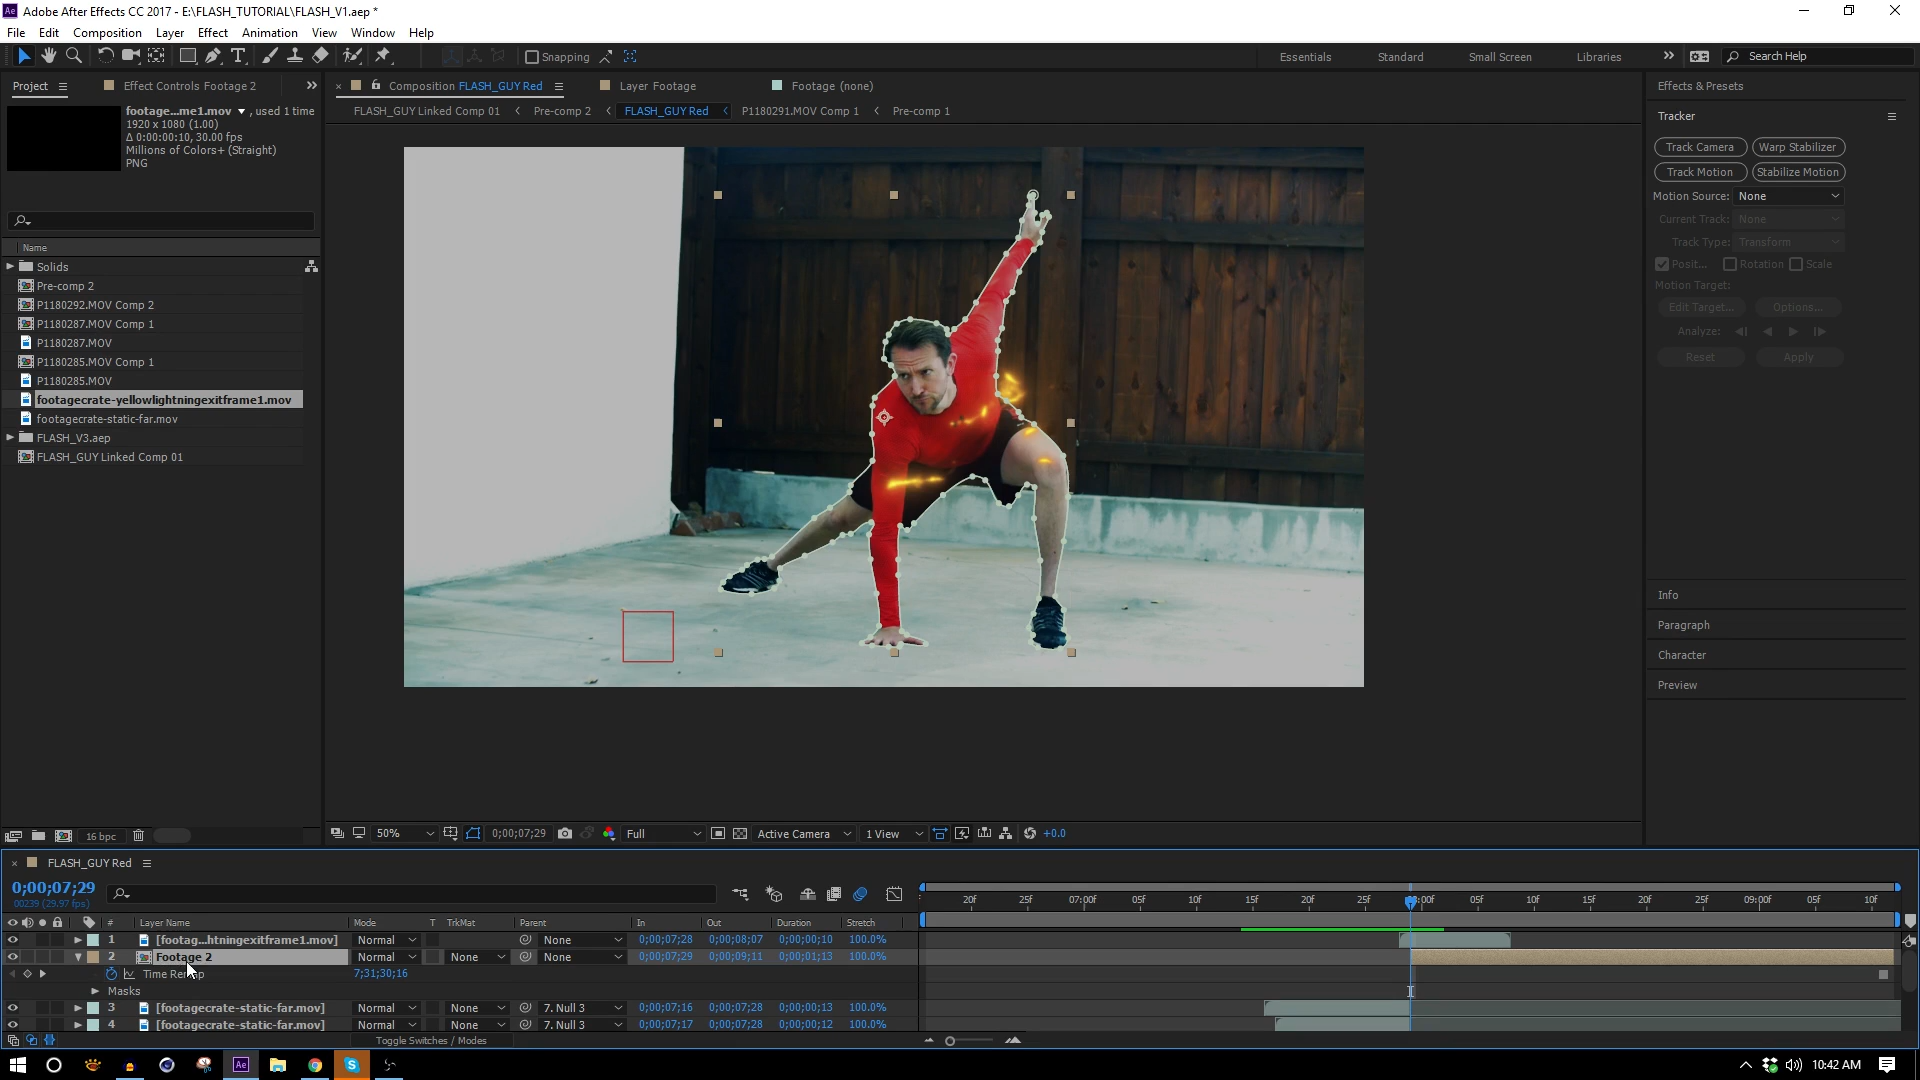 Adobe After Effects CC 2017 - E:\FLASH_TUTORIAL\FLASH_V1.aep *
File Edit Composition Layer Effect Animation View Window Help
Snapping Essentials Standard Small Screen Libraries Search Help
Project Effect Controls Footage 2 Composition FLASH_GUY Red Layer Footage Footage (none) Effects & Presets
footage...me1.mov , used 1 time
1920 x 1080 (1.00)
Δ 0:00:00:10, 30.00 fps
Millions of Colors+ (Straight)
PNG
FLASH_GUY Linked Comp 01 Pre-comp 2 FLASH_GUY Red P1180291.MOV Comp 1 Pre-comp 1
Tracker
Track Camera Warp Stabilizer
Track Motion Stabilize Motion
Motion Source: None
Current Track: None
Track Type: Transform
Posit... Rotation Scale
Motion Target:
Edit Target... Options...
Analyze:
Reset Apply
Name
Solids
Pre-comp 2
P1180292.MOV Comp 2
P1180287.MOV Comp 1
P1180287.MOV
P1180285.MOV Comp 1
P1180285.MOV
footagecrate-yellowlightningexitframe1.mov
footagecrate-static-far.mov
FLASH_V3.aep
FLASH_GUY Linked Comp 01
Info
Paragraph
Character
Preview
16 bpc 50% 0;00;07;29 Full Active Camera 1 View +0.0
FLASH_GUY Red
0;00;07;29
00239 (29.97 fps)
20f 25f 07:00f 05f 10f 15f 20f 25f 05f 10f 15f 20f 25f 09:00f 05f 10f
# Layer Name Mode T TrkMat Parent In Out Duration Stretch
1 [footag...htningexitframe1.mov] Normal None 0;00;07;28 0;00;08;07 0;00;00;10 100.0%
2 Footage 2 Normal None None 0;00;07;29 0;00;09;11 0;00;01;13 100.0%
Time Remap 7;31;30;16
Masks
3 [footagecrate-static-far.mov] Normal None 7. Null 3 0;00;07;16 0;00;07;28 0;00;00;13 100.0%
4 [footagecrate-static-far.mov] Normal None 7. Null 3 0;00;07;17 0;00;07;28 0;00;00;12 100.0%
Toggle Switches / Modes
10:42 AM